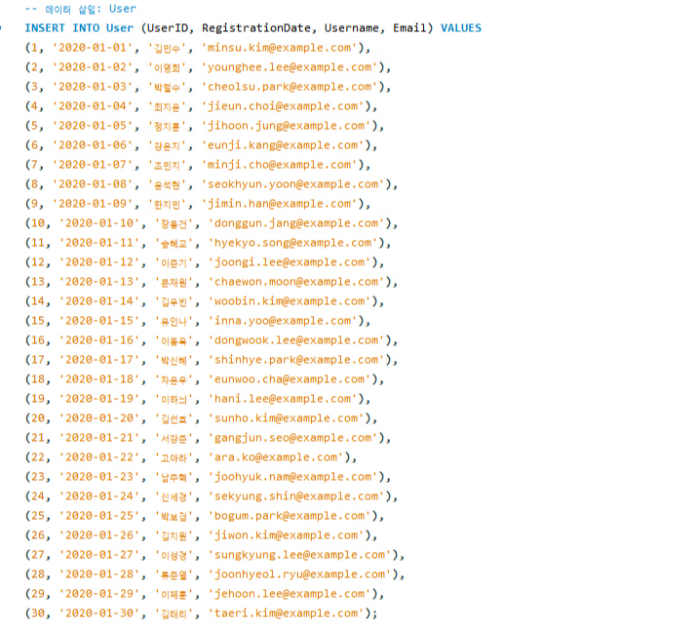 -- 데이터 삽입: User
INSERT INTO User (UserID, RegistrationDate, Username, Email) VALUES
(1, '2020-01-01', '김민수', 'minsu.kim@example.com'),
(2, '2020-01-02', '이영희', 'younghee.lee@example.com'),
(3, '2020-01-03', '박철수', 'cheolsu.park@example.com'),
(4, '2020-01-04', '최지은', 'jieun.choi@example.com'),
(5, '2020-01-05', '정지훈', 'jihoon.jung@example.com'),
(6, '2020-01-06', '강은지', 'eunji.kang@example.com'),
(7, '2020-01-07', '조민지', 'minji.cho@example.com'),
(8, '2020-01-08', '윤석현', 'seokhyun.yoon@example.com'),
(9, '2020-01-09', '한지민', 'jimin.han@example.com'),
(10, '2020-01-10', '장동건', 'donggun.jang@example.com'),
(11, '2020-01-11', '송혜교', 'hyekyo.song@example.com'),
(12, '2020-01-12', '이준기', 'joongi.lee@example.com'),
(13, '2020-01-13', '문채원', 'chaewon.moon@example.com'),
(14, '2020-01-14', '김우빈', 'woobin.kim@example.com'),
(15, '2020-01-15', '유인나', 'inna.yoo@example.com'),
(16, '2020-01-16', '이동욱', 'dongwook.lee@example.com'),
(17, '2020-01-17', '박신혜', 'shinhye.park@example.com'),
(18, '2020-01-18', '차은우', 'eunwoo.cha@example.com'),
(19, '2020-01-19', '이하늬', 'hani.lee@example.com'),
(20, '2020-01-20', '김선호', 'sunho.kim@example.com'),
(21, '2020-01-21', '서강준', 'gangjun.seo@example.com'),
(22, '2020-01-22', '고아라', 'ara.ko@example.com'),
(23, '2020-01-23', '남주혁', 'joohyuk.nam@example.com'),
(24, '2020-01-24', '신세경', 'sekyung.shin@example.com'),
(25, '2020-01-25', '박보검', 'bogum.park@example.com'),
(26, '2020-01-26', '김지원', 'jiwon.kim@example.com'),
(27, '2020-01-27', '이성경', 'sungkyung.lee@example.com'),
(28, '2020-01-28', '류준열', 'joonhyeol.ryu@example.com'),
(29, '2020-01-29', '이제훈', 'jehoon.lee@example.com'),
(30, '2020-01-30', '김태리', 'taeri.kim@example.com');